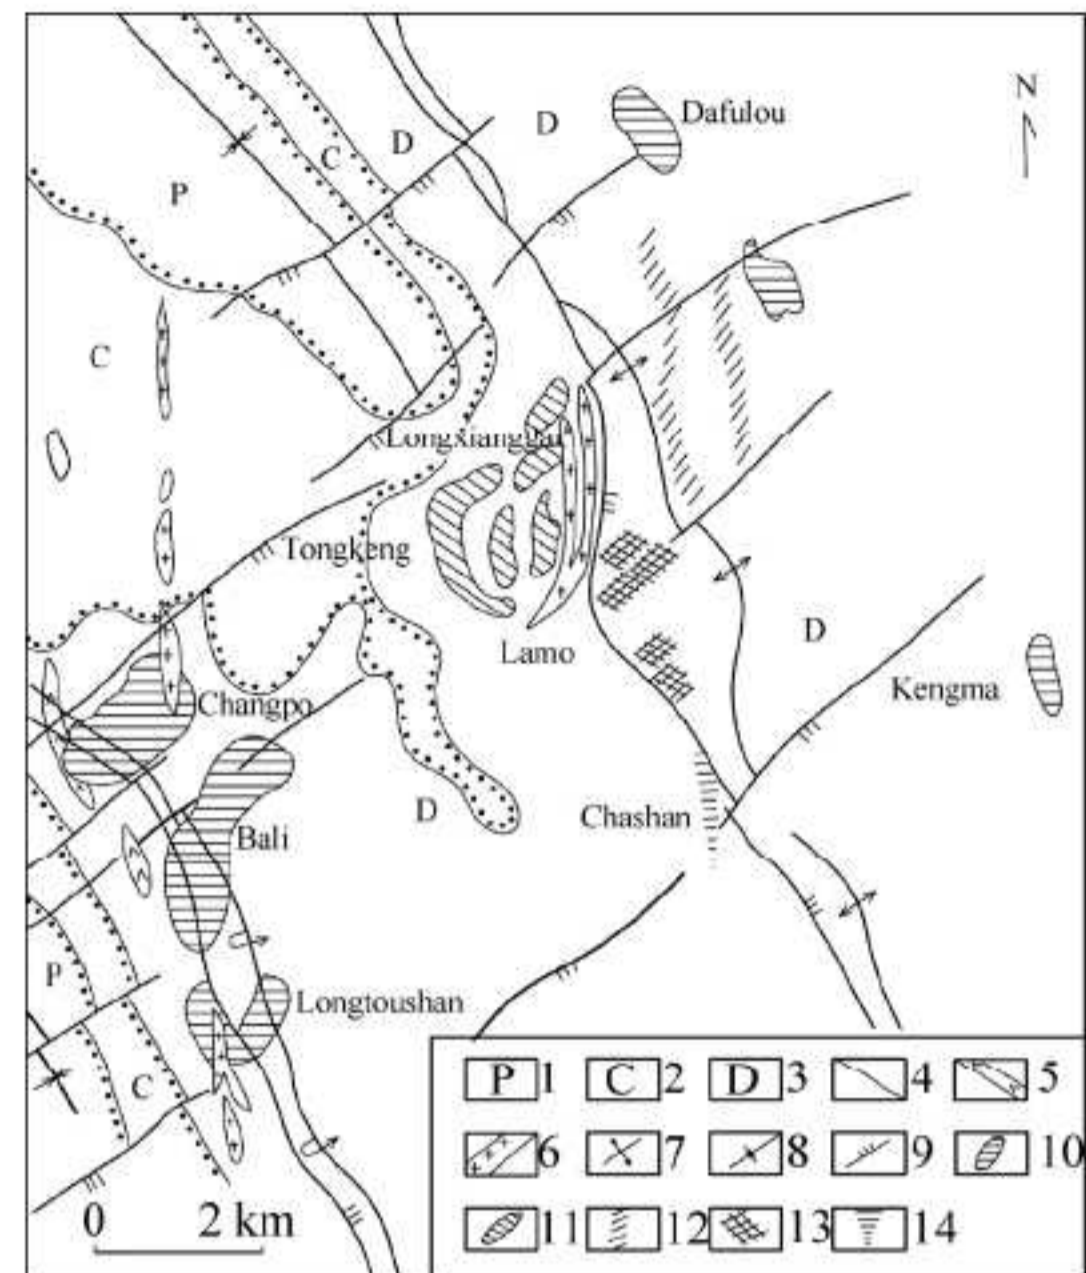 N
D
Dafulou
D
C
P
C
Longxianggai
Tongkeng
Lamo
D
Kengma
Changpo
D
Chashan
Bali
P
Longtoushan
C
P 1 C 2 D 3 4 5
6 7 8 9 10
11 12 13 14
0 2 km